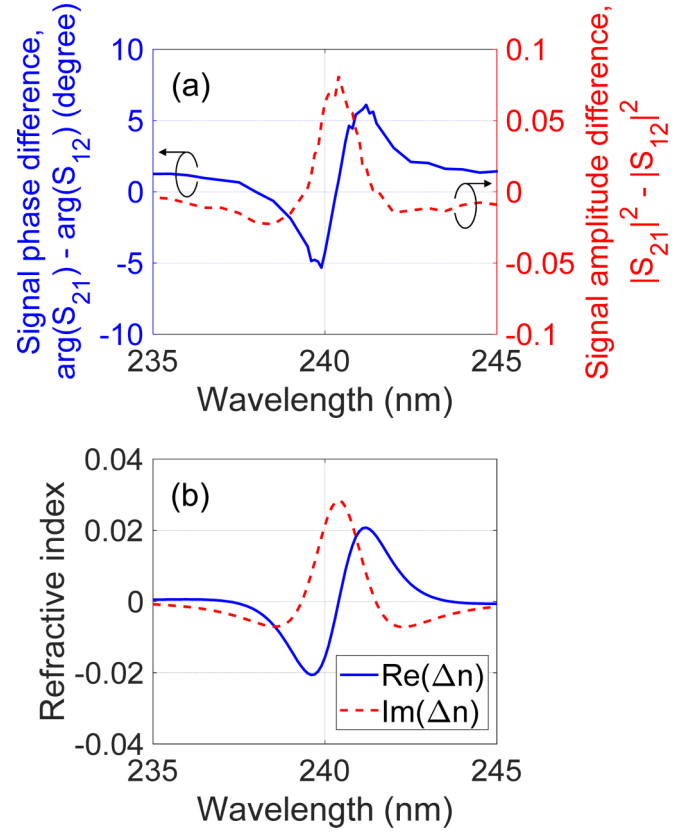 Signal phase difference,
arg(S21) - arg(S12) (degree)
10
5
0
-5
-10
(a)
0.1
0.05
0
-0.05
-0.1
Signal amplitude difference,
|S21|^2 - |S12|^2
235
240
245
Wavelength (nm)
Refractive index
0.04
0.02
0
-0.02
-0.04
(b)
Re(Δn)
Im(Δn)
235
240
245
Wavelength (nm)